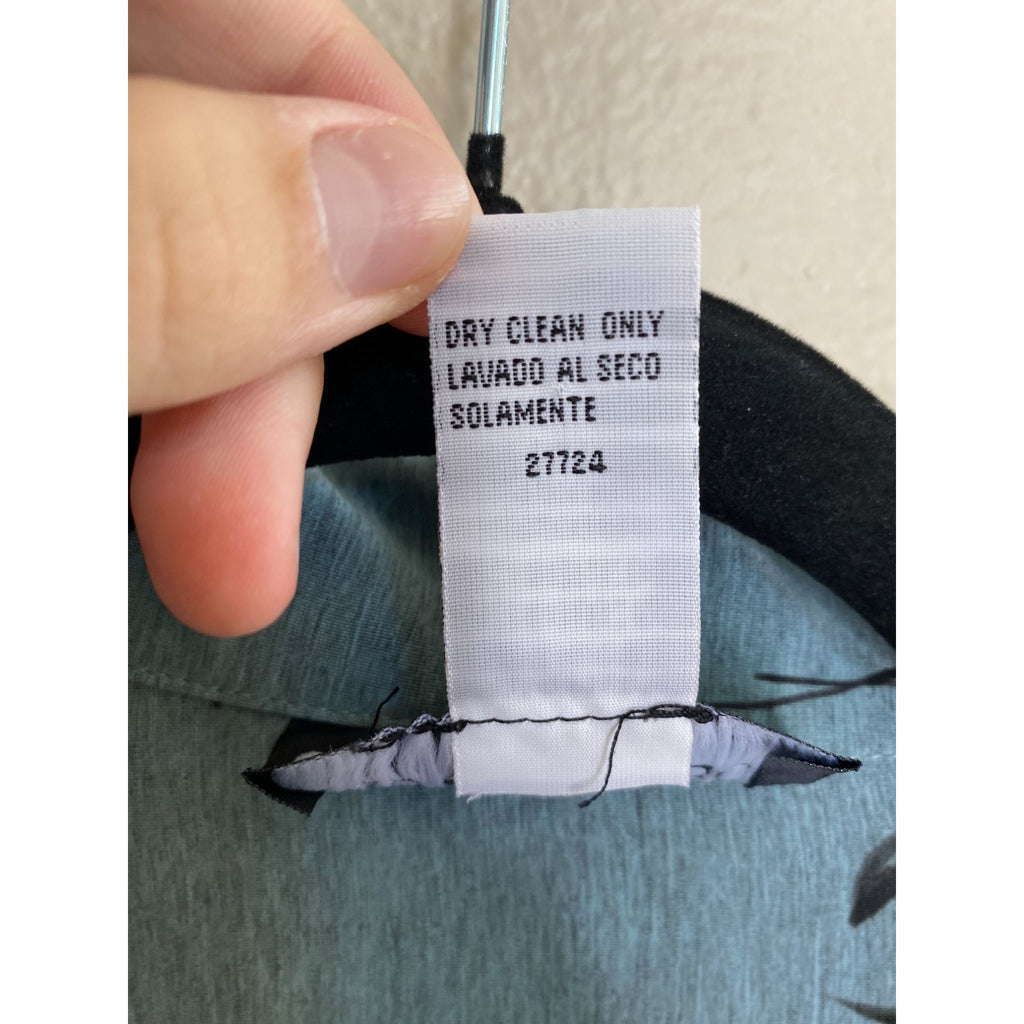 DRY CLEAN ONLY
LAVADO AL SECO
SOLAMENTE
27724